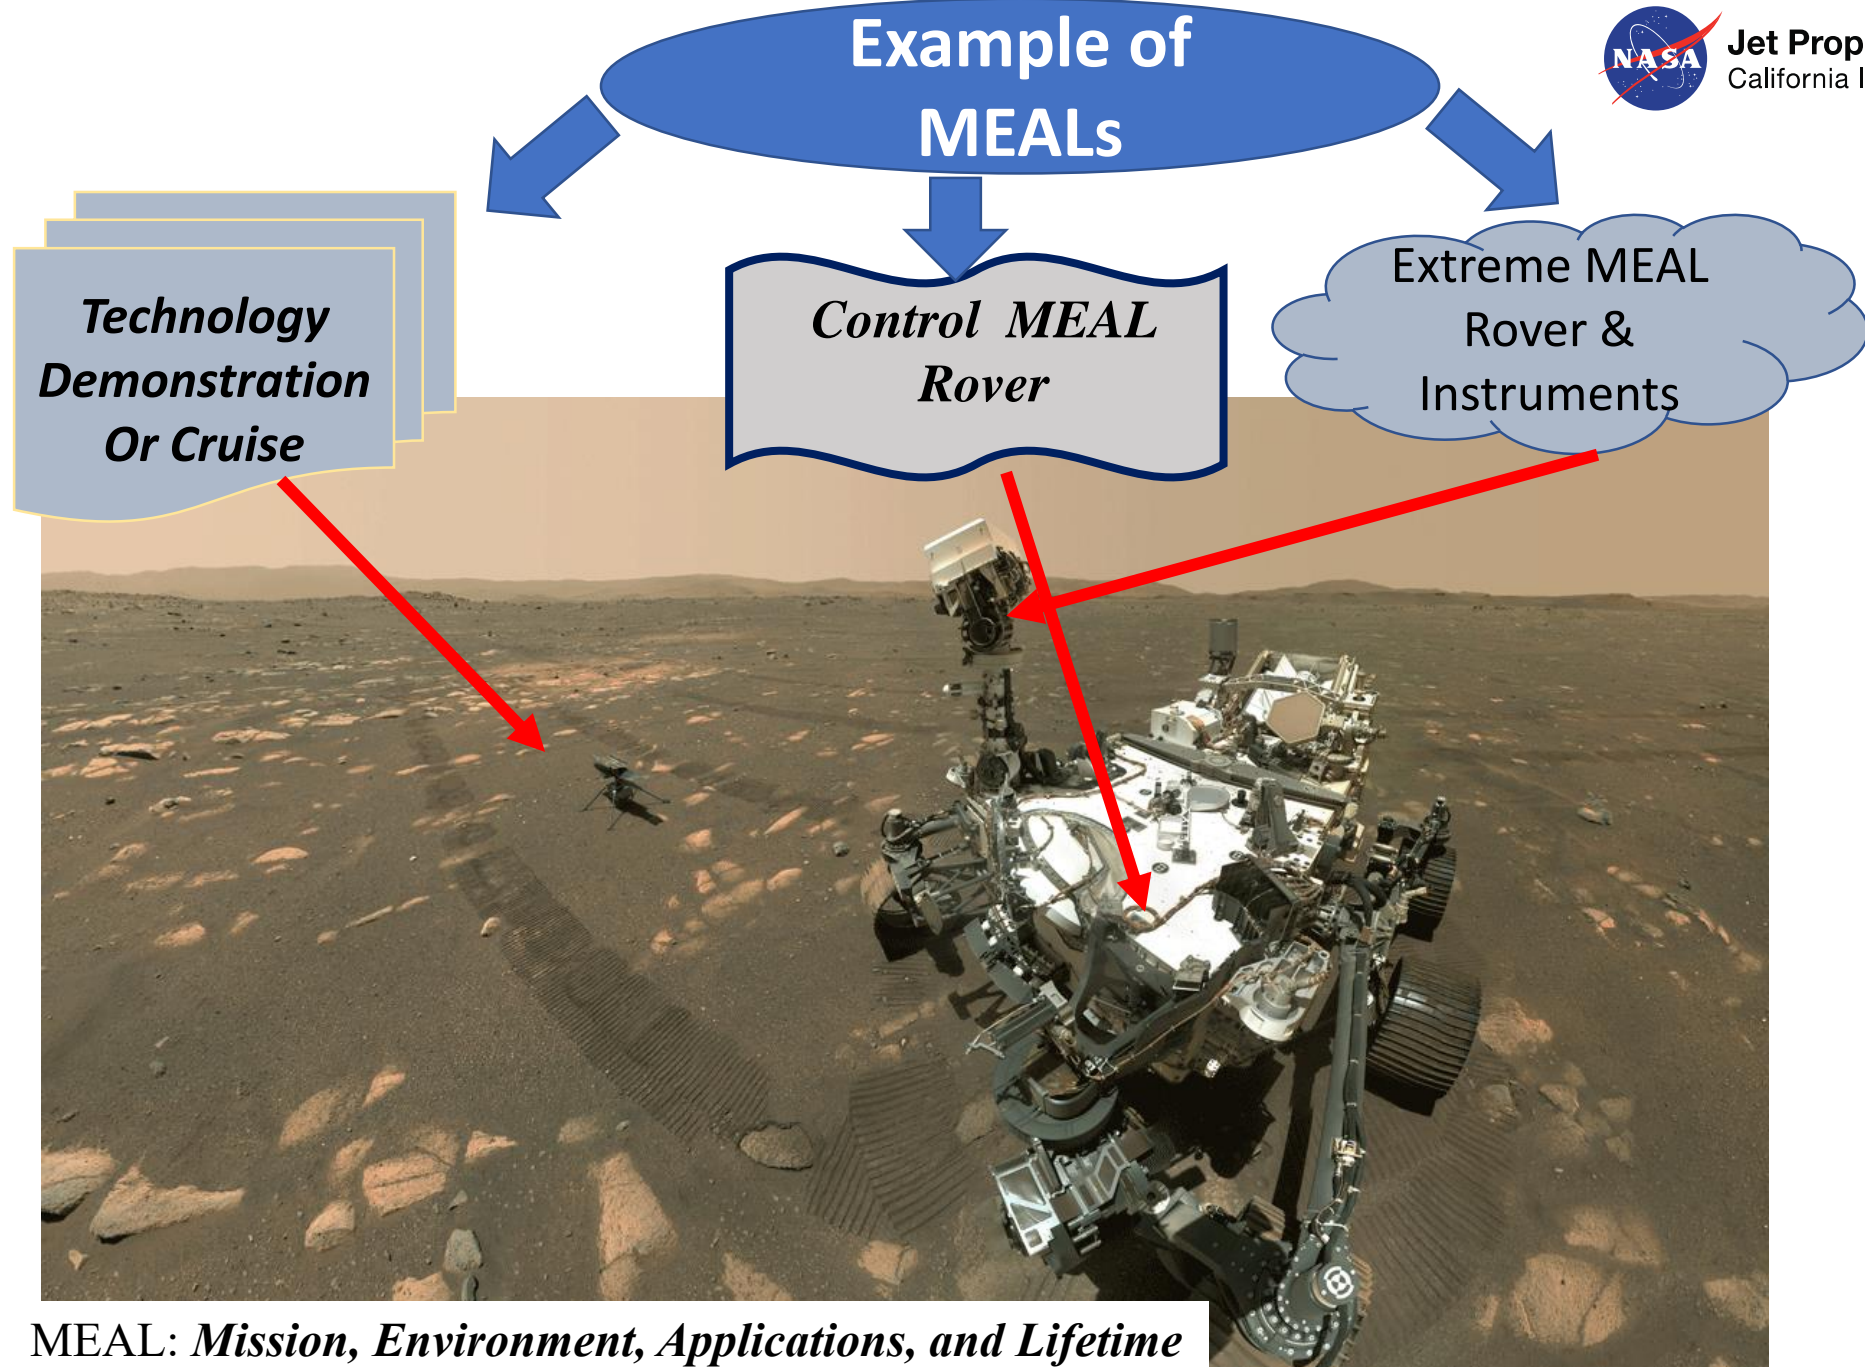 Example of
MEALs
NASA
Jet Prop
California I
Technology
Demonstration
Or Cruise
Control MEAL
Rover
Extreme MEAL
Rover &
Instruments
MEAL: Mission, Environment, Applications, and Lifetime